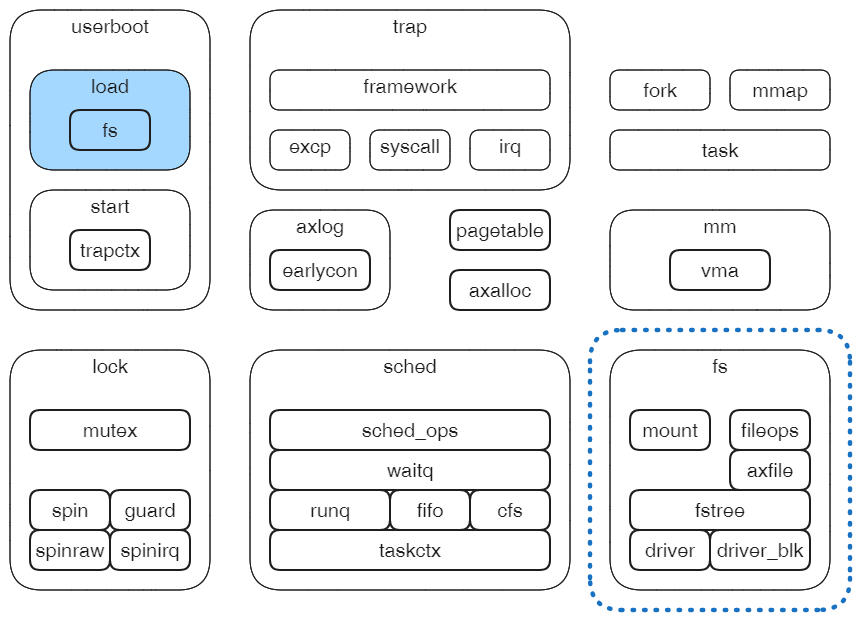 userboot
load
fs
start
trapctx
trap
framework
excp syscall irq
fork mmap
task
axlog
earlycon
pagetable
axalloc
mm
vma
lock
mutex
spin guard
spinraw spinirq
sched
sched_ops
waitq
runq fifo cfs
taskctx
fs
mount fileops
axfile
fstree
driver driver_blk